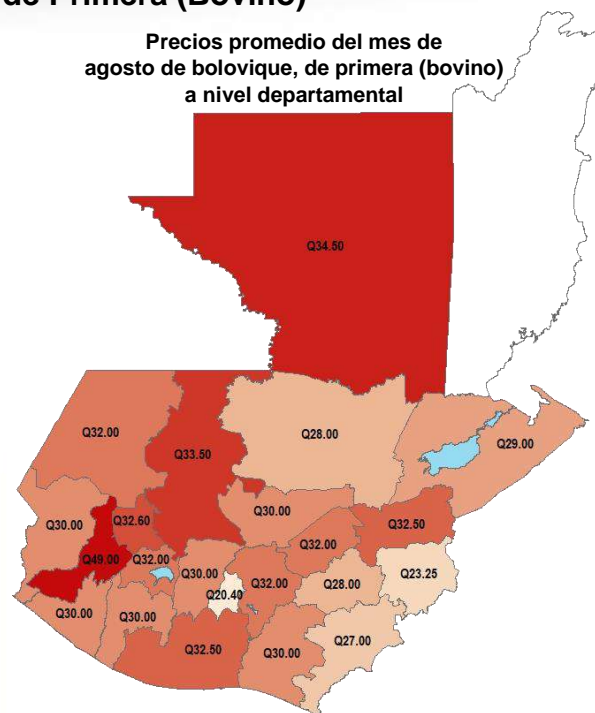 de Primera (Bovino)
Precios promedio del mes de
agosto de bolovique, de primera (bovino)
a nivel departamental
Q34.50
Q32.00
Q33.50
Q28.00
Q29.00
Q30.00
Q32.60
Q30.00
Q32.50
Q49.00
Q32.00
Q30.00
Q32.00
Q20.40
Q32.00
Q28.00
Q23.25
Q30.00
Q30.00
Q32.50
Q30.00
Q27.00